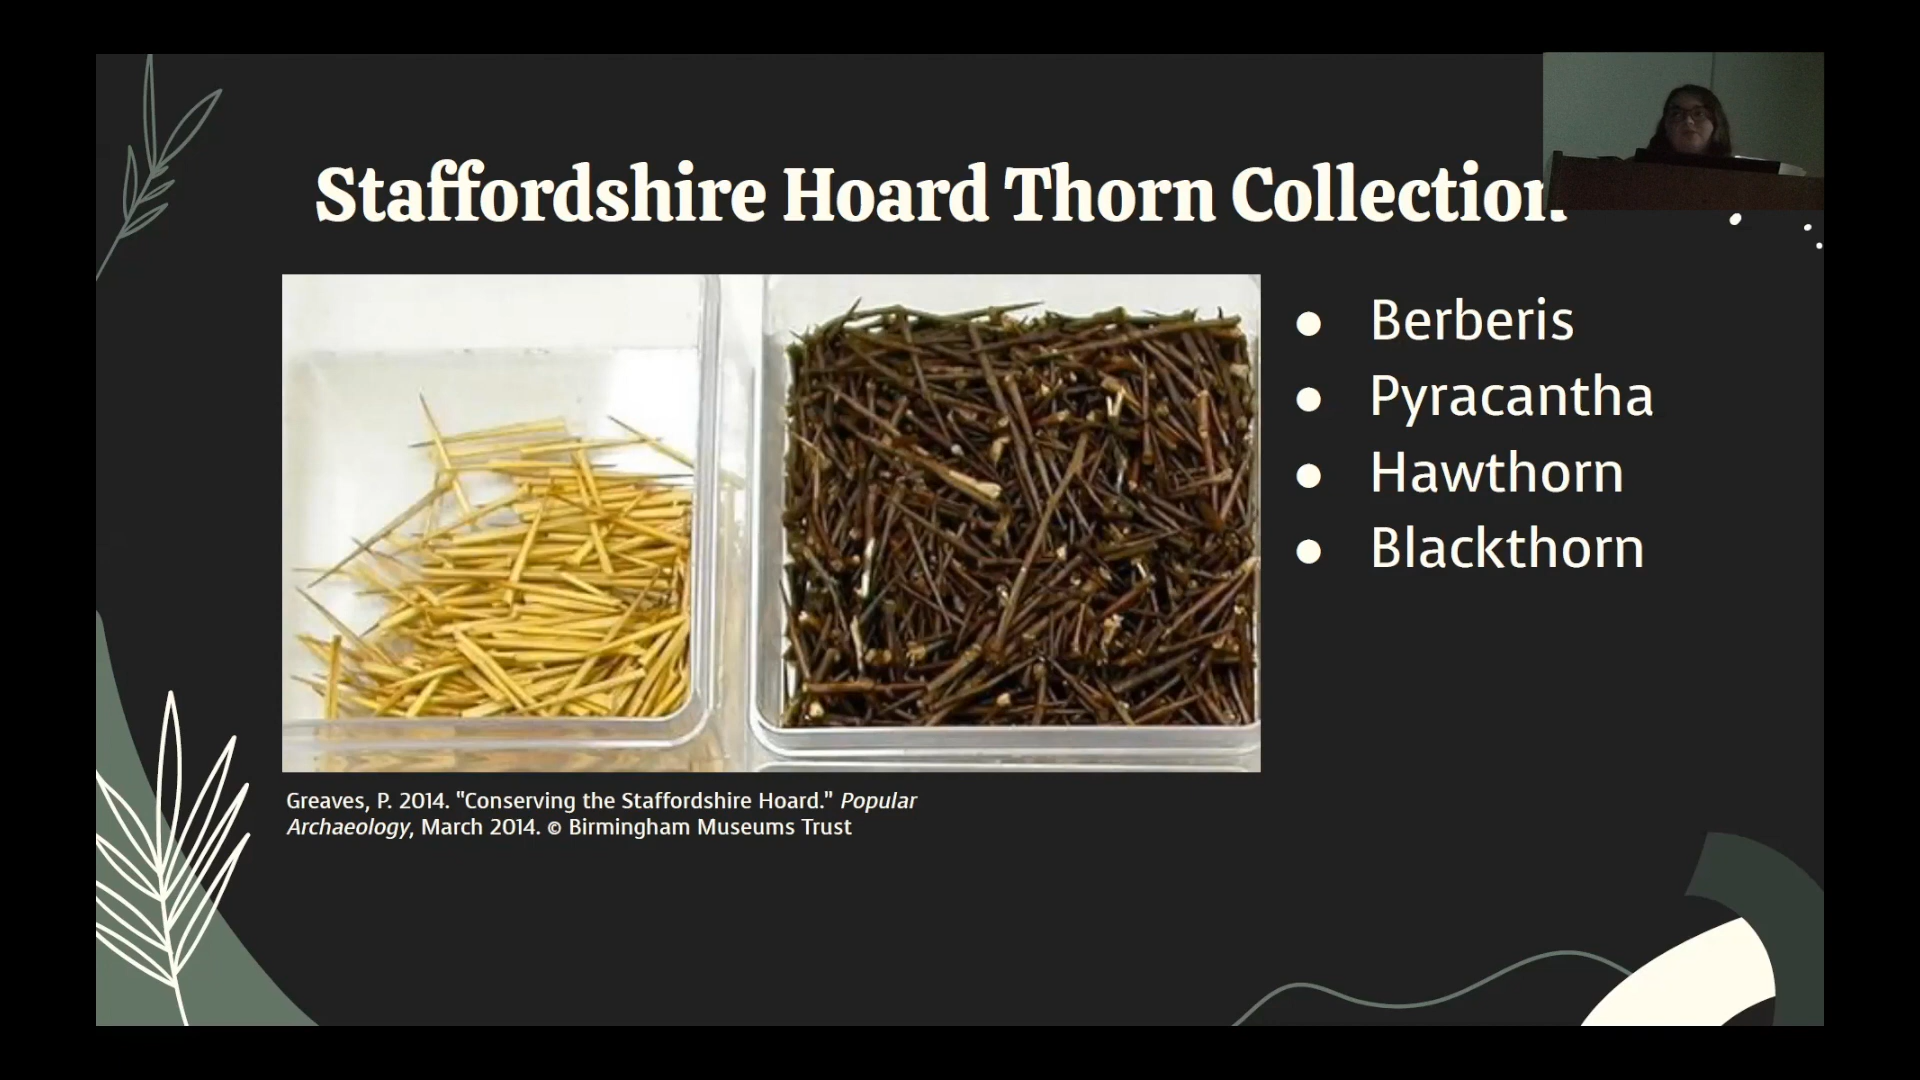 Staffordshire Hoard Thorn Collection
● Berberis
● Pyracantha
● Hawthorn
● Blackthorn
Greaves, P. 2014. "Conserving the Staffordshire Hoard." Popular
Archaeology, March 2014. © Birmingham Museums Trust